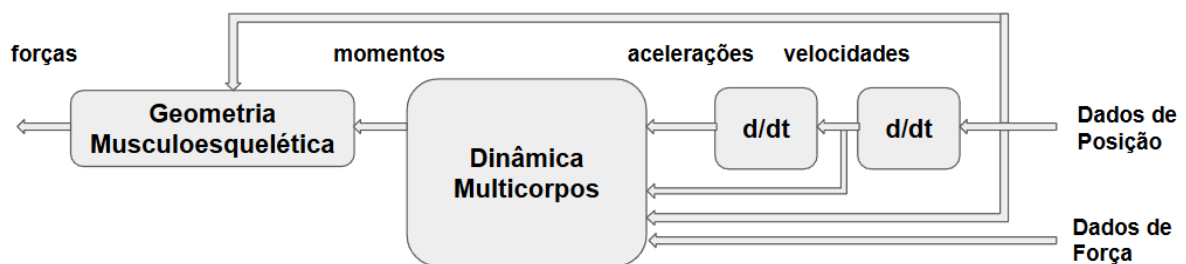 forças
momentos
acelerações
velocidades
Geometria
Musculoesquelética
Dinâmica
Multicorpos
d/dt
d/dt
Dados de
Posição
Dados de
Força